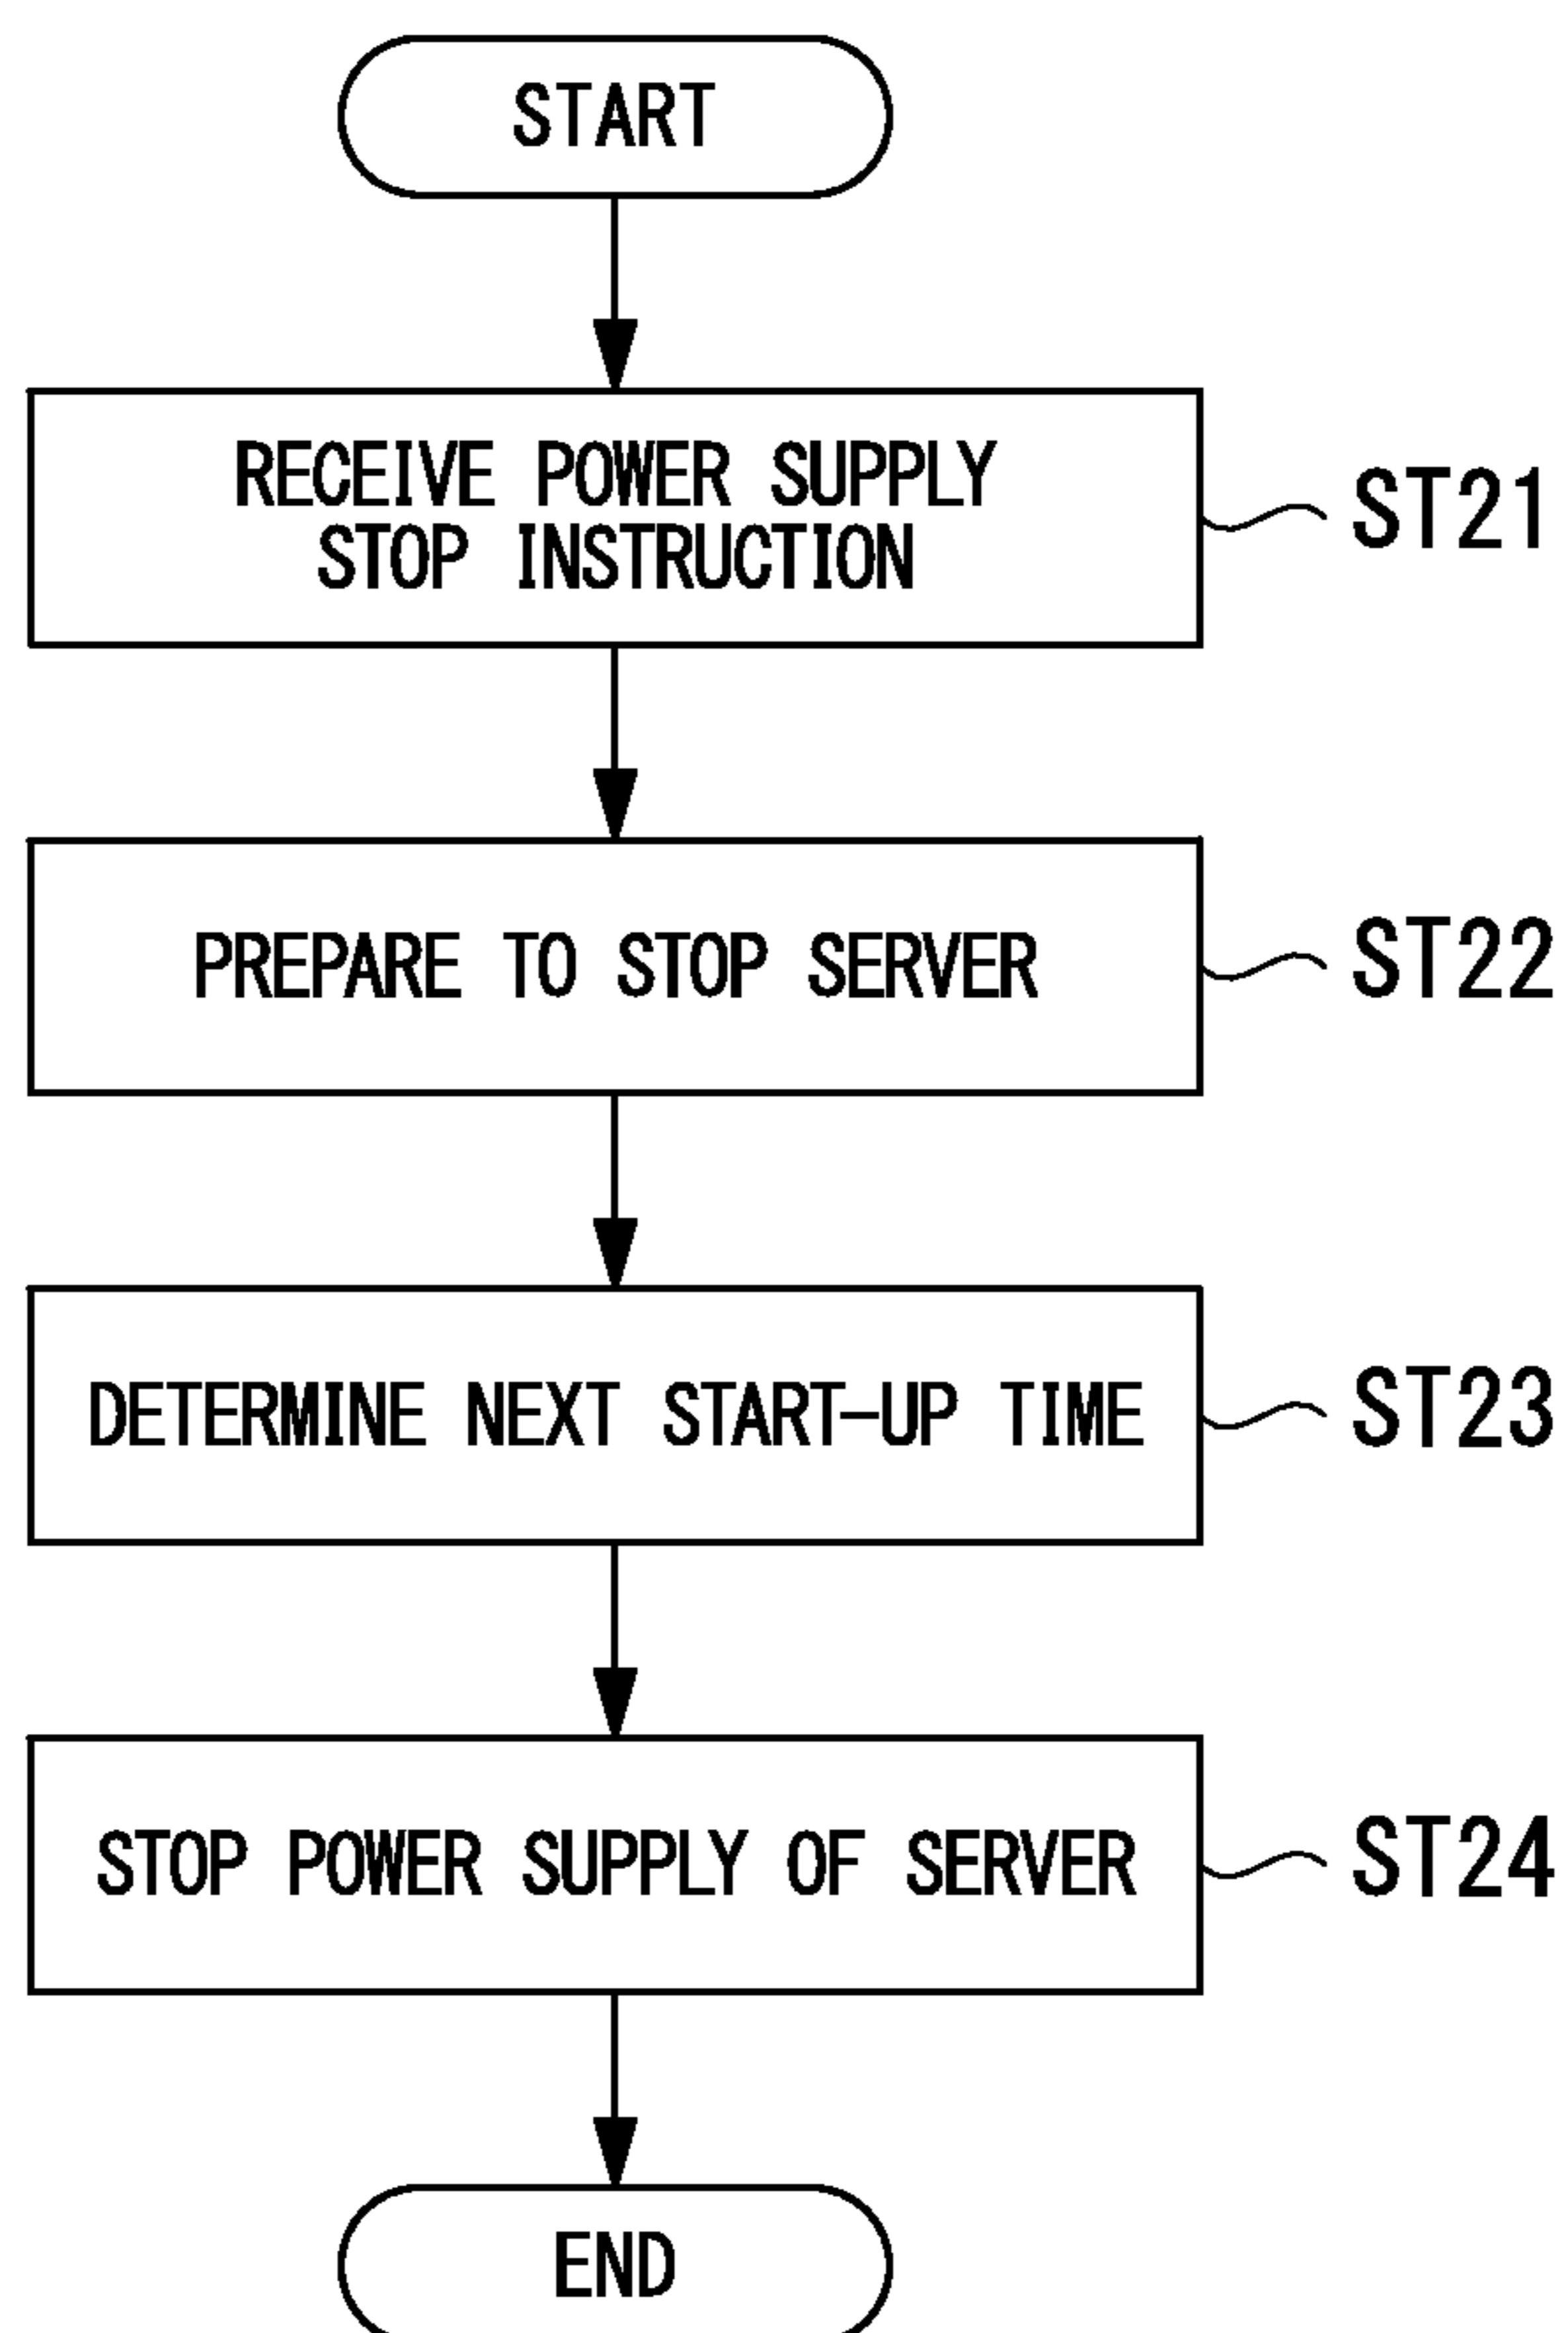 START
RECEIVE POWER SUPPLY
STOP INSTRUCTION
ST21
PREPARE TO STOP SERVER
ST22
DETERMINE NEXT START-UP TIME
ST23
STOP POWER SUPPLY OF SERVER
ST24
END